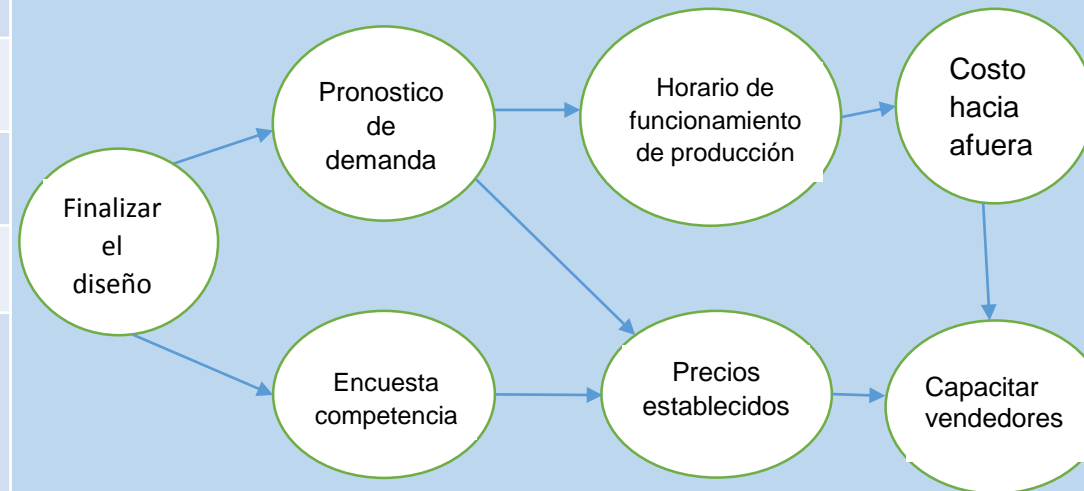 Finalizar
el
diseño
Pronostico
de
demanda
Horario de
funcionamiento
de producción
Costo
hacia
afuera
Encuesta
competencia
Precios
establecidos
Capacitar
vendedores